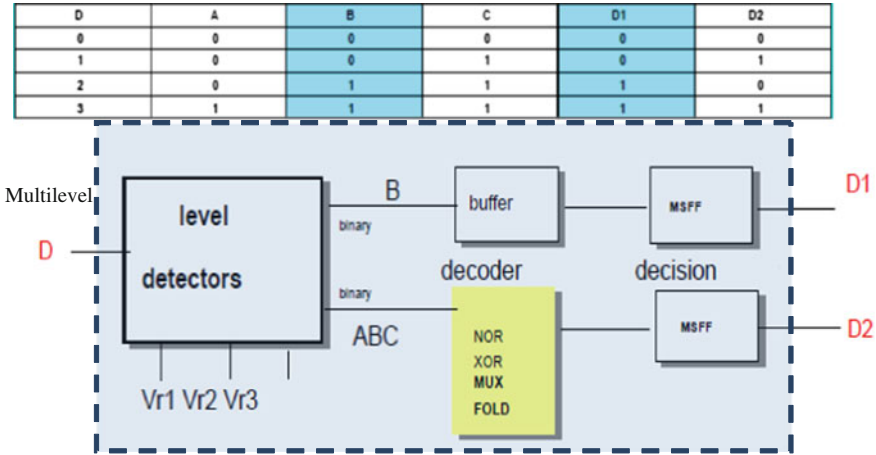 D A B C D1 D2
0 0 0 0 0 0
1 0 0 1 0 1
2 0 1 1 1 0
3 1 1 1 1 1
Multilevel
D
level
detectors
B
binary
binary
ABC
Vr1 Vr2 Vr3
buffer
decoder
NOR
XOR
MUX
FOLD
MSFF
decision
MSFF
D1
D2